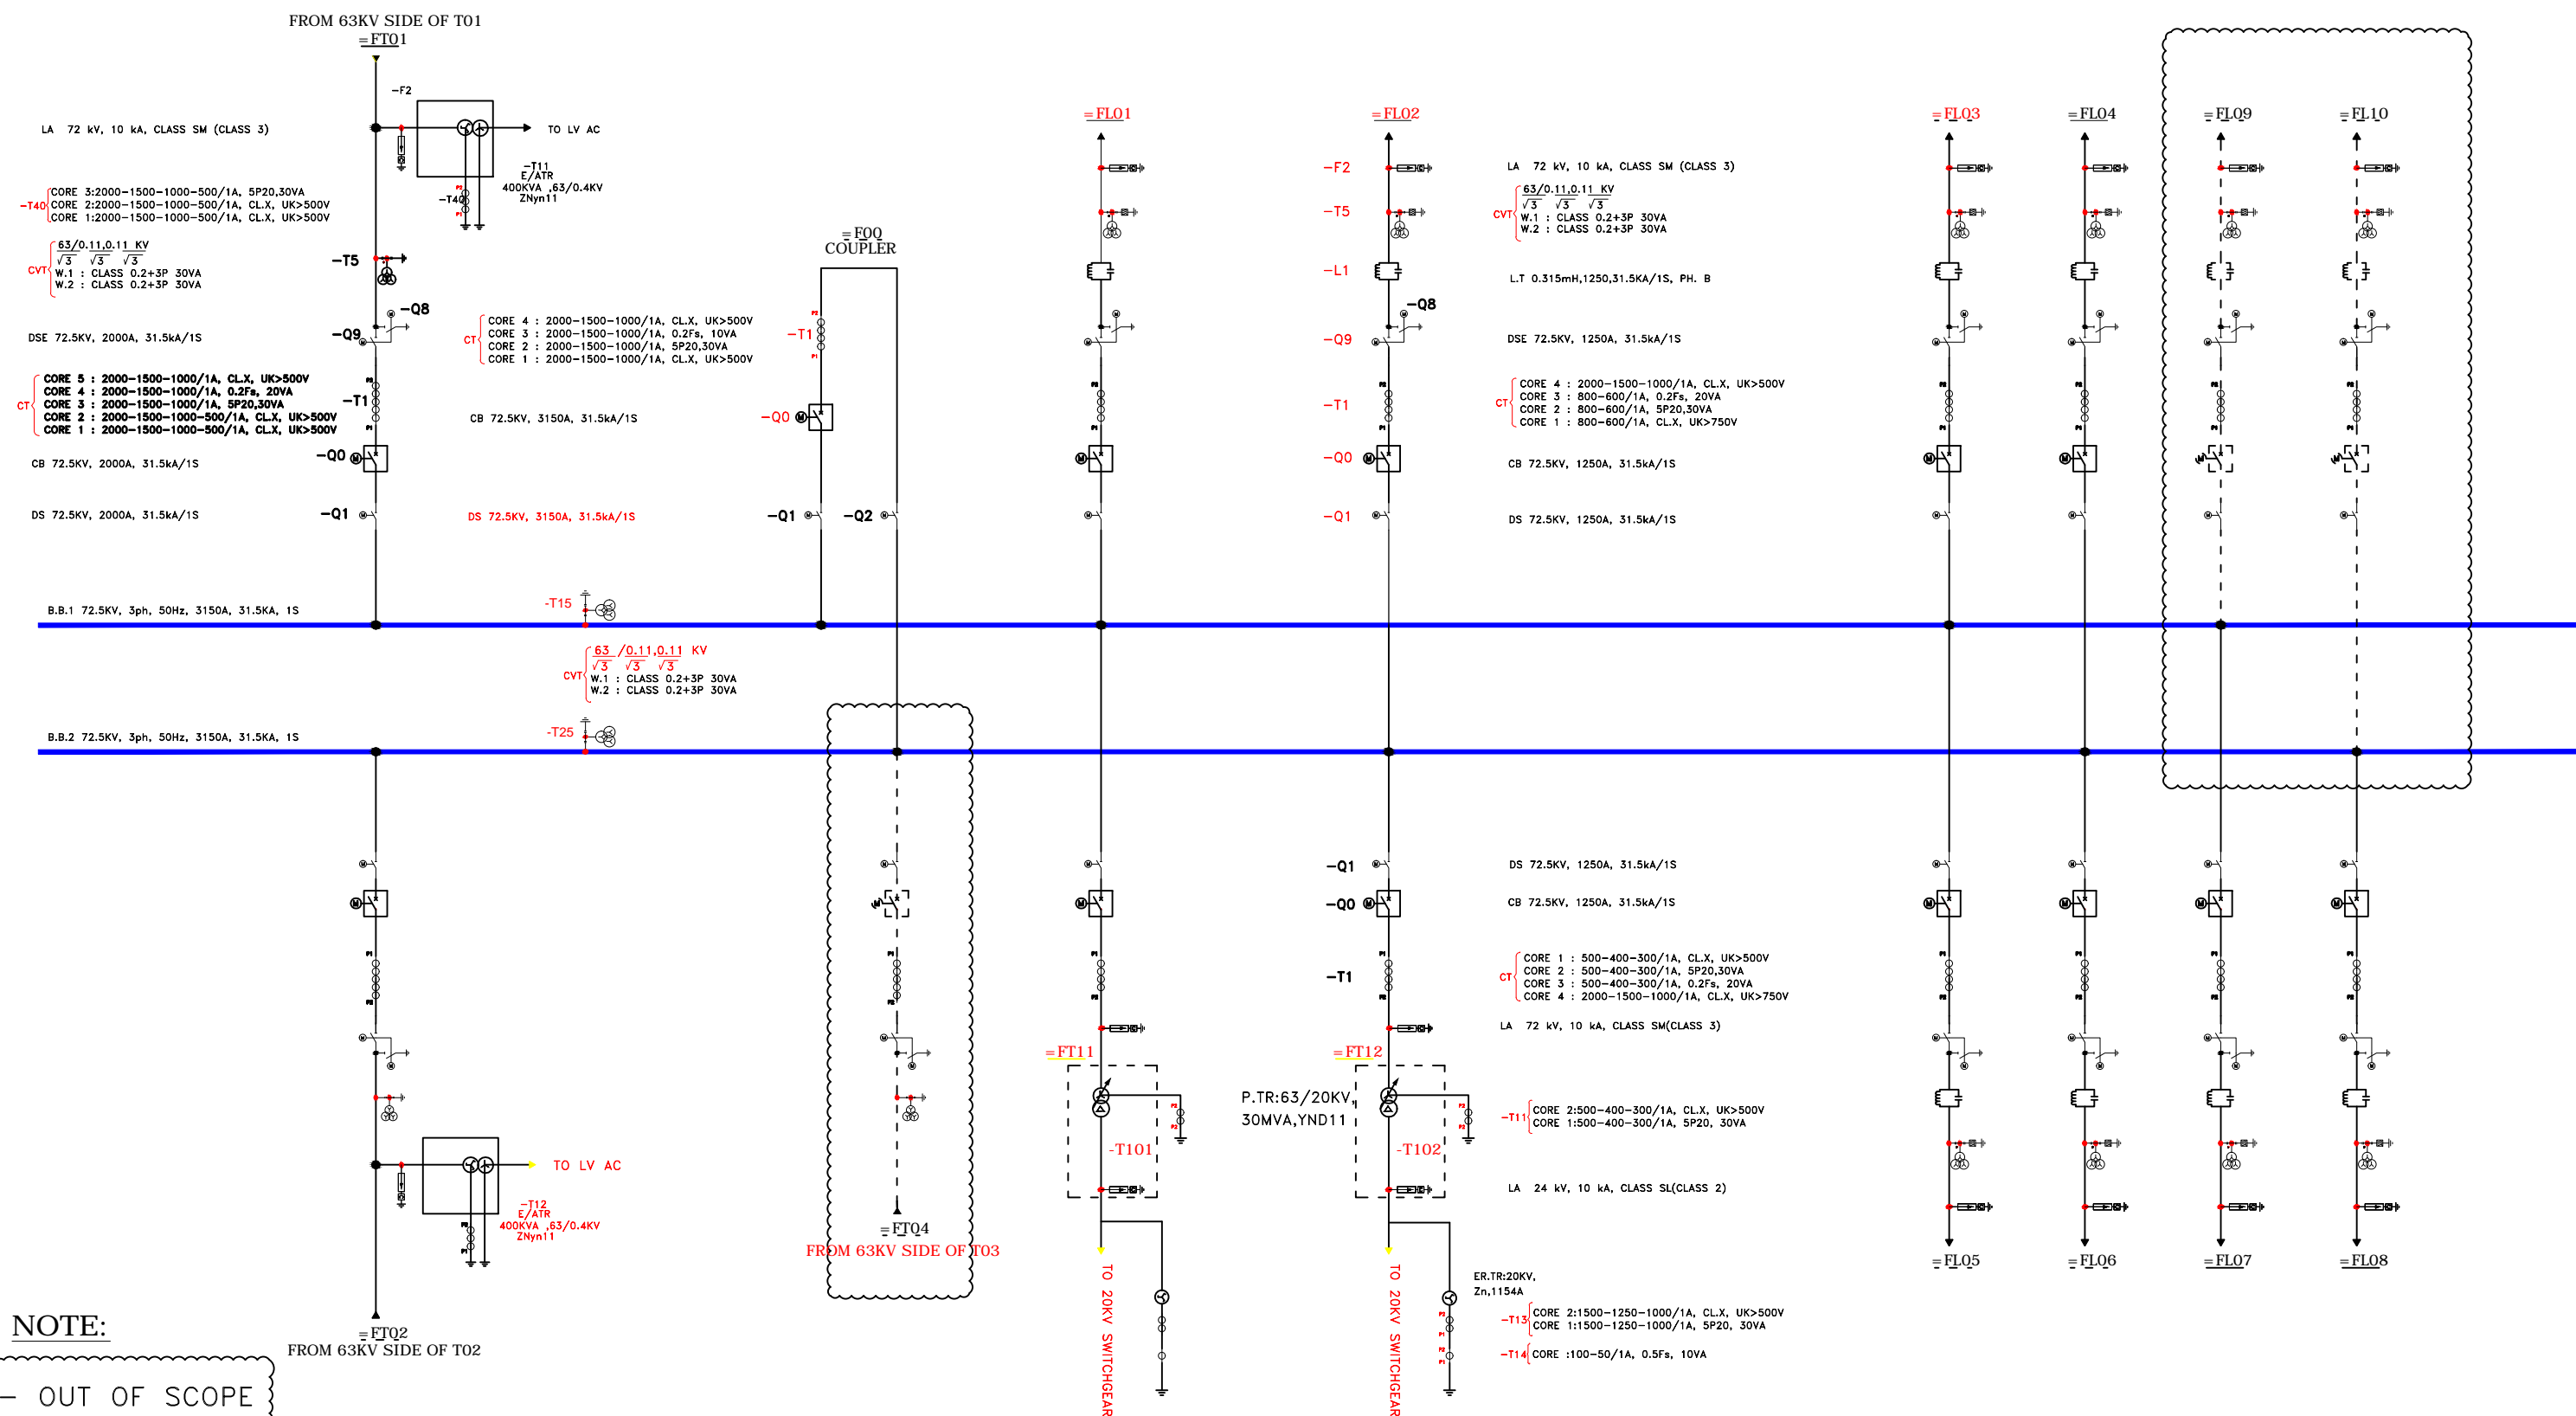 FROM 63KV SIDE OF T01
=FT01
-F2
LA 72 kV, 10 kA, CLASS SM (CLASS 3)
TO LV AC
-T11
E/ATR
400KVA ,63/0.4KV
ZNyn11
-T40
P2
P1
-T40
CORE 3:2000-1500-1000-500/1A, 5P20,30VA
CORE 2:2000-1500-1000-500/1A, CL.X, UK>500V
CORE 1:2000-1500-1000-500/1A, CL.X, UK>500V
CVT
63/0.11,0.11 KV
√3 √3 √3
W.1 : CLASS 0.2+3P 30VA
W.2 : CLASS 0.2+3P 30VA
-T5
-Q8
DSE 72.5KV, 2000A, 31.5kA/1S
-Q9
M
M
CT
CORE 5 : 2000-1500-1000/1A, CL.X, UK>500V
CORE 4 : 2000-1500-1000/1A, 0.2Fs, 20VA
CORE 3 : 2000-1500-1000/1A, 5P20,30VA
CORE 2 : 2000-1500-1000-500/1A, CL.X, UK>500V
CORE 1 : 2000-1500-1000-500/1A, CL.X, UK>500V
-T1
P2
P1
CB 72.5KV, 2000A, 31.5kA/1S
-Q0
M
DS 72.5KV, 2000A, 31.5kA/1S
-Q1
M
=F00
COUPLER
CT
CORE 4 : 2000-1500-1000/1A, CL.X, UK>500V
CORE 3 : 2000-1500-1000/1A, 0.2Fs, 10VA
CORE 2 : 2000-1500-1000/1A, 5P20,30VA
CORE 1 : 2000-1500-1000/1A, CL.X, UK>500V
-T1
P2
P1
CB 72.5KV, 3150A, 31.5kA/1S
-Q0
M
DS 72.5KV, 3150A, 31.5kA/1S
-Q1
-Q2
=FL01
=FL02
-F2
LA 72 kV, 10 kA, CLASS SM (CLASS 3)
-T5
CVT
63/0.11,0.11 KV
√3 √3 √3
W.1 : CLASS 0.2+3P 30VA
W.2 : CLASS 0.2+3P 30VA
-L1
L.T 0.315mH,1250,31.5KA/1S, PH. B
-Q8
-Q9
DSE 72.5KV, 1250A, 31.5kA/1S
-T1
CT
CORE 4 : 2000-1500-1000/1A, CL.X, UK>500V
CORE 3 : 800-600/1A, 0.2Fs, 20VA
CORE 2 : 800-600/1A, 5P20,30VA
CORE 1 : 800-600/1A, CL.X, UK>750V
-Q0
CB 72.5KV, 1250A, 31.5kA/1S
-Q1
DS 72.5KV, 1250A, 31.5kA/1S
=FL03
=FL04
=FL09
=FL10
B.B.1 72.5KV, 3ph, 50Hz, 3150A, 31.5KA, 1S
-T15
CVT
63 /0.11,0.11 KV
√3 √3 √3
W.1 : CLASS 0.2+3P 30VA
W.2 : CLASS 0.2+3P 30VA
B.B.2 72.5KV, 3ph, 50Hz, 3150A, 31.5KA, 1S
-T25
-Q1
DS 72.5KV, 1250A, 31.5kA/1S
-Q0
CB 72.5KV, 1250A, 31.5kA/1S
-T1
CT
CORE 1 : 500-400-300/1A, CL.X, UK>500V
CORE 2 : 500-400-300/1A, 5P20,30VA
CORE 3 : 500-400-300/1A, 0.2Fs, 20VA
CORE 4 : 2000-1500-1000/1A, CL.X, UK>750V
LA 72 kV, 10 kA, CLASS SM(CLASS 3)
=FT11
=FT12
P.TR:63/20KV,
30MVA,YND11
-T101
-T102
-T11
CORE 2:500-400-300/1A, CL.X, UK>500V
CORE 1:500-400-300/1A, 5P20, 30VA
LA 24 kV, 10 kA, CLASS SL(CLASS 2)
TO LV AC
-T12
E/ATR
400KVA ,63/0.4KV
ZNyn11
=FT04
FROM 63KV SIDE OF T03
TO 20KV SWITCHGEAR
TO 20KV SWITCHGEAR
ER.TR:20KV,
Zn,1154A
-T13
CORE 2:1500-1250-1000/1A, CL.X, UK>500V
CORE 1:1500-1250-1000/1A, 5P20, 30VA
-T14
CORE :100-50/1A, 0.5Fs, 10VA
=FL05
=FL06
=FL07
=FL08
=FT02
FROM 63KV SIDE OF T02
NOTE:
- OUT OF SCOPE